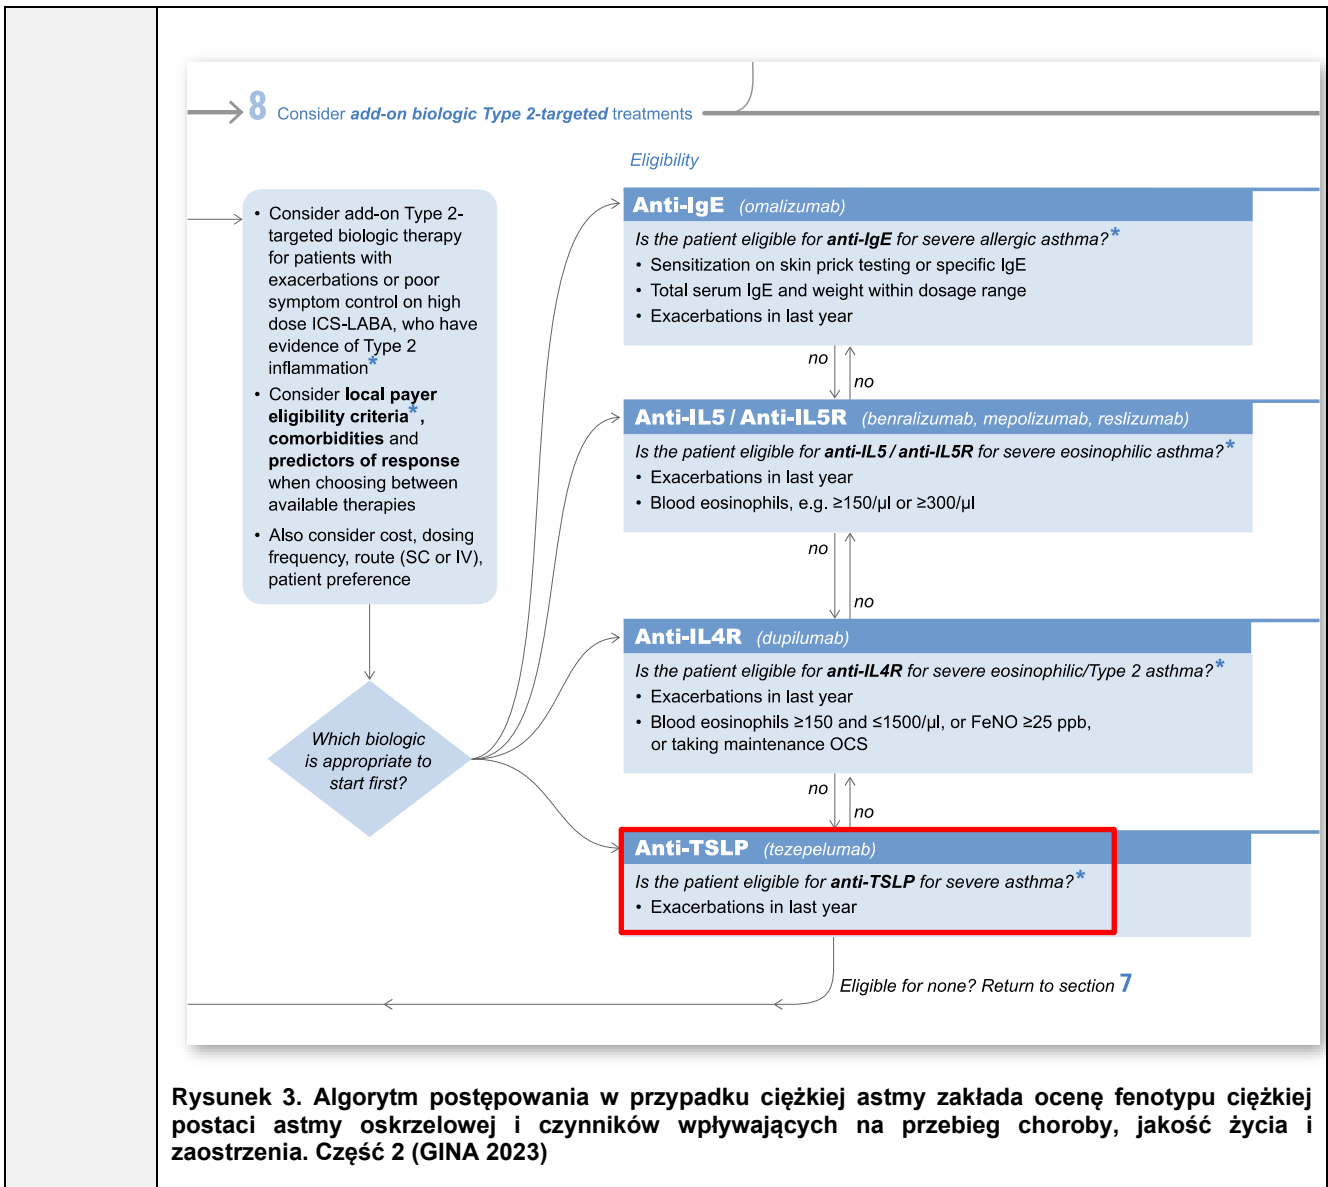 8 Consider add-on biologic Type 2-targeted treatments
Eligibility
• Consider add-on Type 2-
targeted biologic therapy
for patients with
exacerbations or poor
symptom control on high
dose ICS-LABA, who have
evidence of Type 2
inflammation*
• Consider local payer
eligibility criteria*,
comorbidities and
predictors of response
when choosing between
available therapies
• Also consider cost, dosing
frequency, route (SC or IV),
patient preference
Which biologic
is appropriate to
start first?
Anti-IgE (omalizumab)
Is the patient eligible for anti-IgE for severe allergic asthma?*
• Sensitization on skin prick testing or specific IgE
• Total serum IgE and weight within dosage range
• Exacerbations in last year
no
no
Anti-IL5 / Anti-IL5R (benralizumab, mepolizumab, reslizumab)
Is the patient eligible for anti-IL5 / anti-IL5R for severe eosinophilic asthma?*
• Exacerbations in last year
• Blood eosinophils, e.g. ≥150/µl or ≥300/µl
no
no
Anti-IL4R (dupilumab)
Is the patient eligible for anti-IL4R for severe eosinophilic/Type 2 asthma?*
• Exacerbations in last year
• Blood eosinophils ≥150 and ≤1500/µl, or FeNO ≥25 ppb,
or taking maintenance OCS
no
no
Anti-TSLP (tezepelumab)
Is the patient eligible for anti-TSLP for severe asthma?*
• Exacerbations in last year
Eligible for none? Return to section 7
Rysunek 3. Algorytm postępowania w przypadku ciężkiej astmy zakłada ocenę fenotypu ciężkiej
postaci astmy oskrzelowej i czynników wpływających na przebieg choroby, jakość życia i
zaostrzenia. Część 2 (GINA 2023)